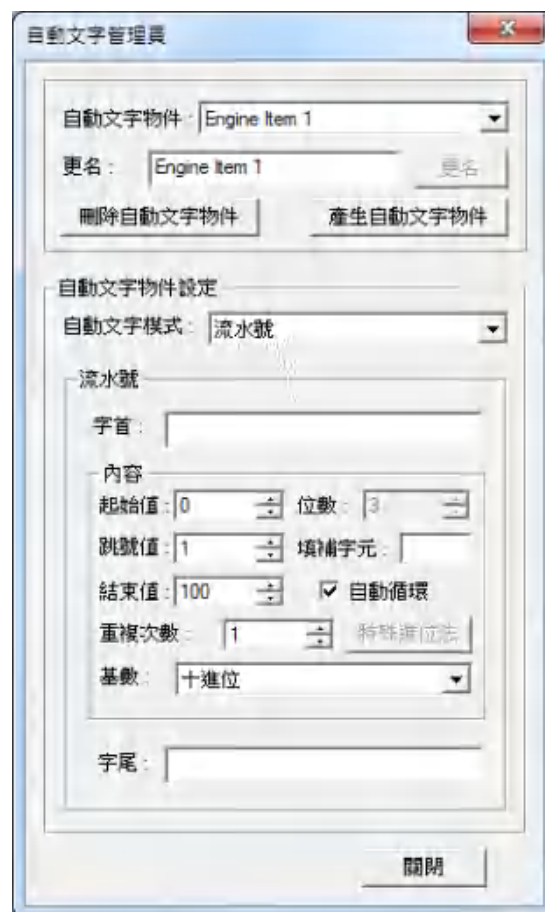 自動文字管理員
自動文字物件： Engine Item 1
更名： Engine Item 1 更名
刪除自動文字物件 產生自動文字物件
自動文字物件設定
自動文字模式： 流水號
流水號
字首：
內容
起始值： 0 位數： 3
跳號值： 1 填補字元：
結束值： 100 自動循環
重複次數： 1 特殊進位法
基數： 十進位
字尾：
關閉